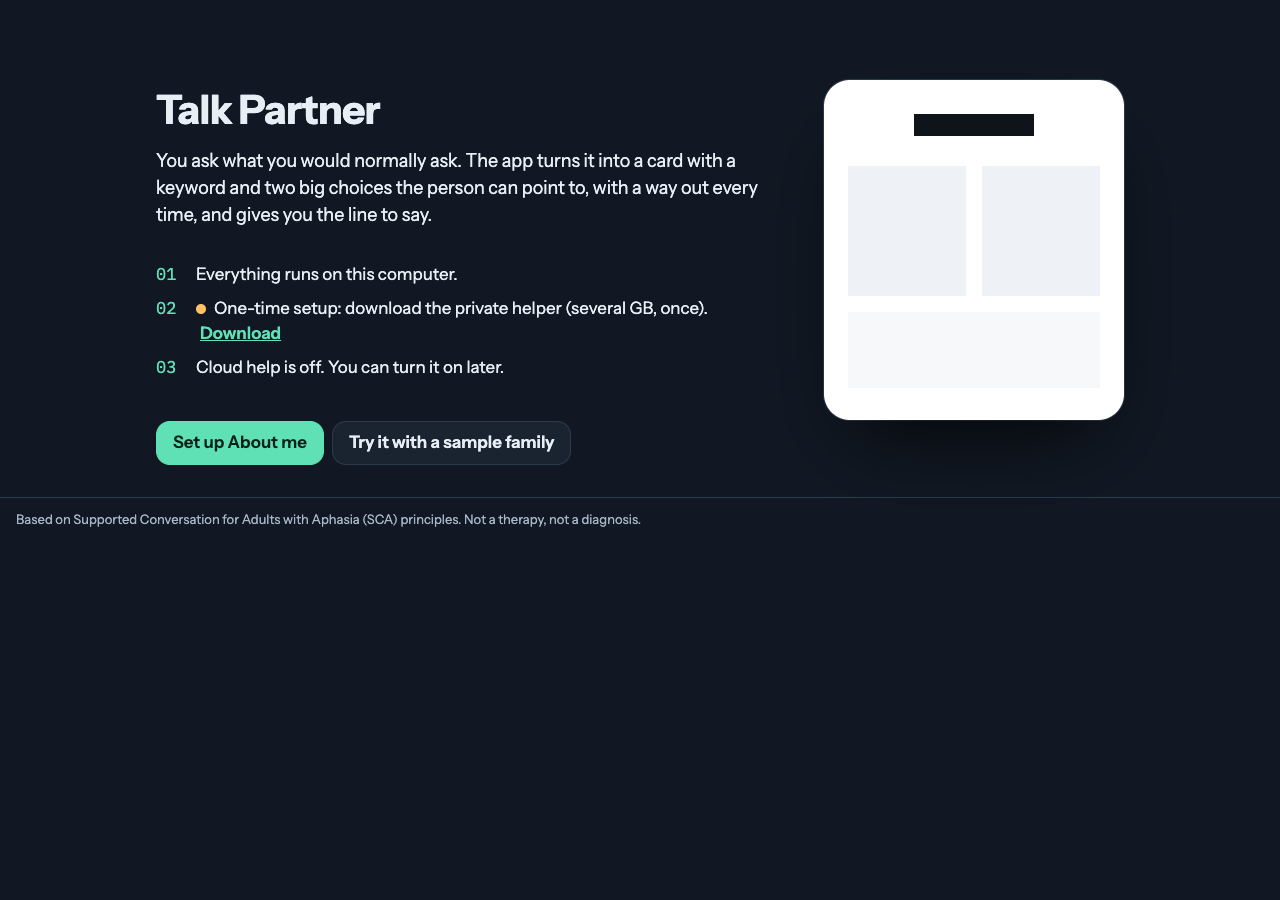 Talk Partner
You ask what you would normally ask. The app turns it into a card with a
keyword and two big choices the person can point to, with a way out every
time, and gives you the line to say.
01 Everything runs on this computer.
02 One-time setup: download the private helper (several GB, once).
Download
03 Cloud help is off. You can turn it on later.
Set up About me Try it with a sample family
Based on Supported Conversation for Adults with Aphasia (SCA) principles. Not a therapy, not a diagnosis.